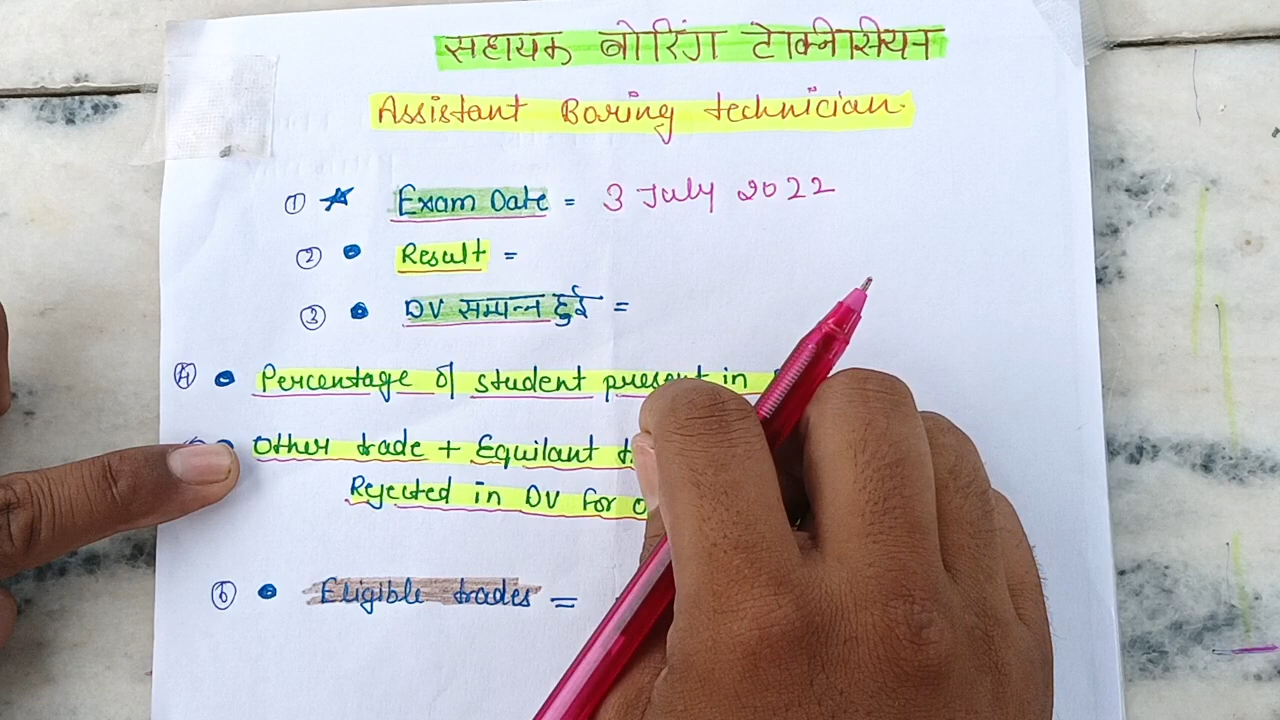 सहायक बोरिंग टेक्नीसियन
Assistant Boring technician.
① ★ Exam Date = 3 July 2022
② • Result =
③ • DV सम्पन्न हुई =
④ • Percentage of student present in
Other trade + Equilant
Rejected in DV for
⑥ • Eligible trades =